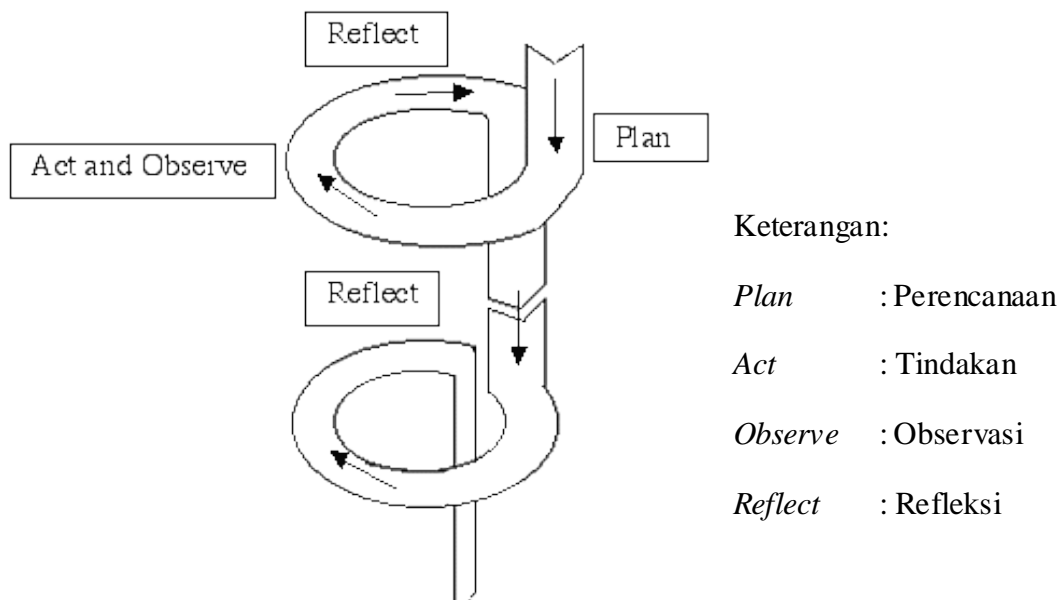 Reflect
Plan
Act and Observe
Reflect
Keterangan:
Plan : Perencanaan
Act : Tindakan
Observe : Observasi
Reflect : Refleksi